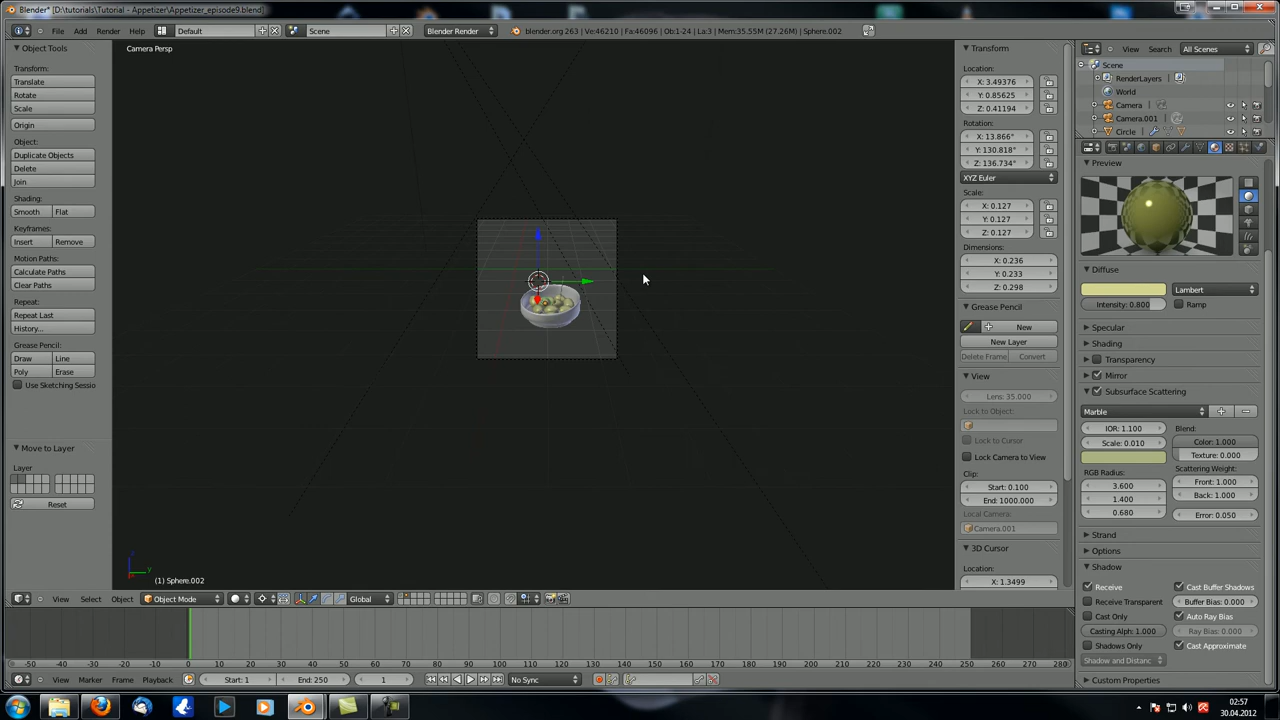 Blender* [D:\tutorials\Tutorial - Appetizer\Appetizer_episode9.blend]
File Add Render Help Default Scene Blender Render blender.org 263 | Ve:46210 | Fa:46096 | Ob:1-24 | La:3 | Mem:35.55M (27.26M) | Sphere.002
Object Tools
Transform:
Translate
Rotate
Scale
Origin
Object:
Duplicate Objects
Delete
Join
Shading:
Smooth Flat
Keyframes:
Insert Remove
Motion Paths:
Calculate Paths
Clear Paths
Repeat:
Repeat Last
History...
Grease Pencil:
Draw Line
Poly Erase
Use Sketching Sessio
Move to Layer
Layer
Reset
Camera Persp
(1) Sphere.002
Transform
Location:
X: 3.49376
Y: 0.85625
Z: 0.41194
Rotation:
X: 13.866°
Y: 130.818°
Z: 136.734°
XYZ Euler
Scale:
X: 0.127
Y: 0.127
Z: 0.127
Dimensions:
X: 0.236
Y: 0.233
Z: 0.298
Grease Pencil
New
New Layer
Delete Frame Convert
View
Lens: 35.000
Lock to Object:
Lock to Cursor
Lock Camera to View
Clip:
Start: 0.100
End: 1000.000
Local Camera:
Camera.001
3D Cursor
Location:
X: 1.3499
View Search All Scenes
Scene
RenderLayers
World
Camera
Camera.001
Circle
Preview
Diffuse
Lambert
Intensity: 0.800 Ramp
Specular
Shading
Transparency
Mirror
Subsurface Scattering
Marble
IOR: 1.100 Blend:
Scale: 0.010 Color: 1.000
Texture: 0.000
RGB Radius: Scattering Weight:
3.600 Front: 1.000
1.400 Back: 1.000
0.680 Error: 0.050
Strand
Options
Shadow
Receive Cast Buffer Shadows
Receive Transparent Buffer Bias: 0.000
Cast Only Auto Ray Bias
Casting Alph: 1.000 Ray Bias: 0.000
Shadows Only Cast Approximate
Shadow and Distanc
Custom Properties
View Select Object Object Mode Global
-50 -40 -30 -20 -10 0 10 20 30 40 50 60 70 80 90 100 110 120 130 140 150 160 170 180 190 200 210 220 230 240 250 260 270 280
View Marker Frame Playback Start: 1 End: 250 1 No Sync
02:57
30.04.2012